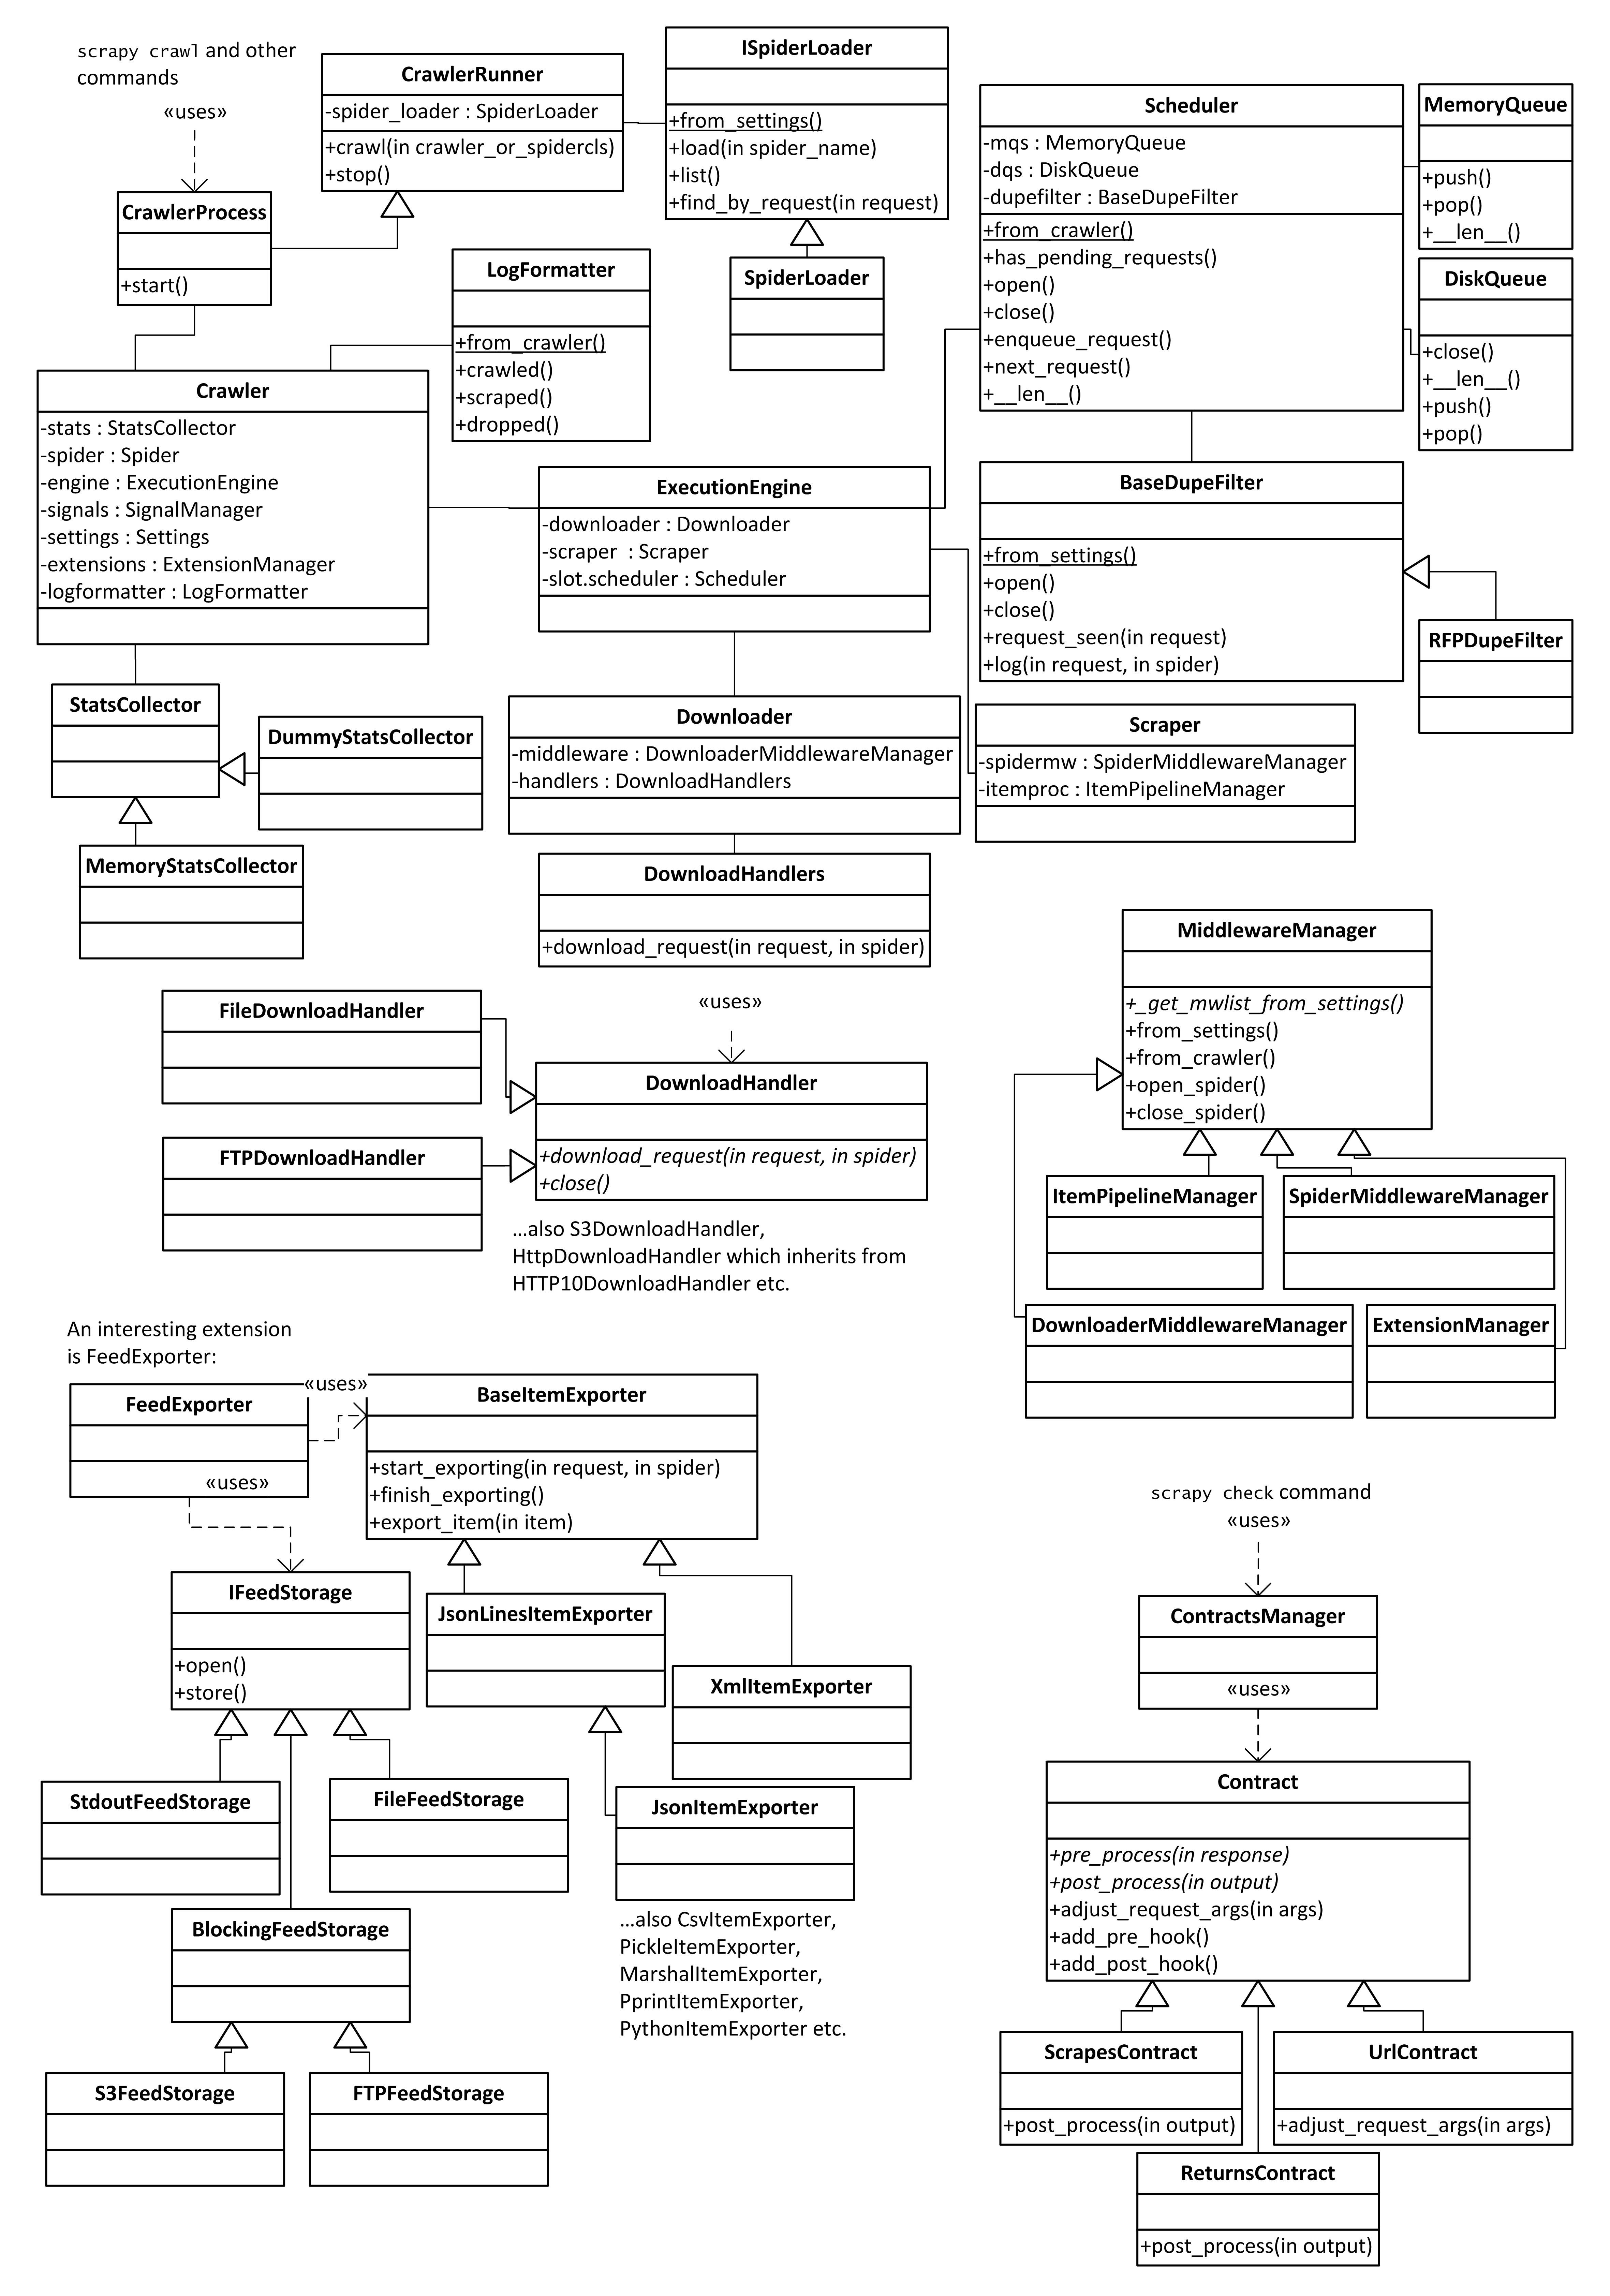 scrapy crawl and other
commands
«uses»
CrawlerProcess
+start()
CrawlerRunner
-spider_loader : SpiderLoader
+crawl(in crawler_or_spidercls)
+stop()
ISpiderLoader
+from_settings()
+load(in spider_name)
+list()
+find_by_request(in request)
SpiderLoader
LogFormatter
+from_crawler()
+crawled()
+scraped()
+dropped()
Scheduler
-mqs : MemoryQueue
-dqs : DiskQueue
-dupefilter : BaseDupeFilter
+from_crawler()
+has_pending_requests()
+open()
+close()
+enqueue_request()
+next_request()
+__len__()
MemoryQueue
+push()
+pop()
+__len__()
DiskQueue
+close()
+__len__()
+push()
+pop()
Crawler
-stats : StatsCollector
-spider : Spider
-engine : ExecutionEngine
-signals : SignalManager
-settings : Settings
-extensions : ExtensionManager
-logformatter : LogFormatter
ExecutionEngine
-downloader : Downloader
-scraper  : Scraper
-slot.scheduler : Scheduler
BaseDupeFilter
+from_settings()
+open()
+close()
+request_seen(in request)
+log(in request, in spider)
RFPDupeFilter
StatsCollector
DummyStatsCollector
MemoryStatsCollector
Downloader
-middleware : DownloaderMiddlewareManager
-handlers : DownloadHandlers
Scraper
-spidermw : SpiderMiddlewareManager
-itemproc : ItemPipelineManager
DownloadHandlers
+download_request(in request, in spider)
«uses»
FileDownloadHandler
FTPDownloadHandler
DownloadHandler
+download_request(in request, in spider)
+close()
...also S3DownloadHandler,
HttpDownloadHandler which inherits from
HTTP10DownloadHandler etc.
MiddlewareManager
+_get_mwlist_from_settings()
+from_settings()
+from_crawler()
+open_spider()
+close_spider()
ItemPipelineManager
SpiderMiddlewareManager
DownloaderMiddlewareManager
ExtensionManager
An interesting extension
is FeedExporter:
FeedExporter
«uses»
«uses»
BaseItemExporter
+start_exporting(in request, in spider)
+finish_exporting()
+export_item(in item)
IFeedStorage
+open()
+store()
JsonLinesItemExporter
XmlItemExporter
StdoutFeedStorage
FileFeedStorage
JsonItemExporter
...also CsvItemExporter,
PickleItemExporter,
MarshalItemExporter,
PprintItemExporter,
PythonItemExporter etc.
BlockingFeedStorage
S3FeedStorage
FTPFeedStorage
scrapy check command
«uses»
ContractsManager
«uses»
Contract
+pre_process(in response)
+post_process(in output)
+adjust_request_args(in args)
+add_pre_hook()
+add_post_hook()
ScrapesContract
+post_process(in output)
UrlContract
+adjust_request_args(in args)
ReturnsContract
+post_process(in output)